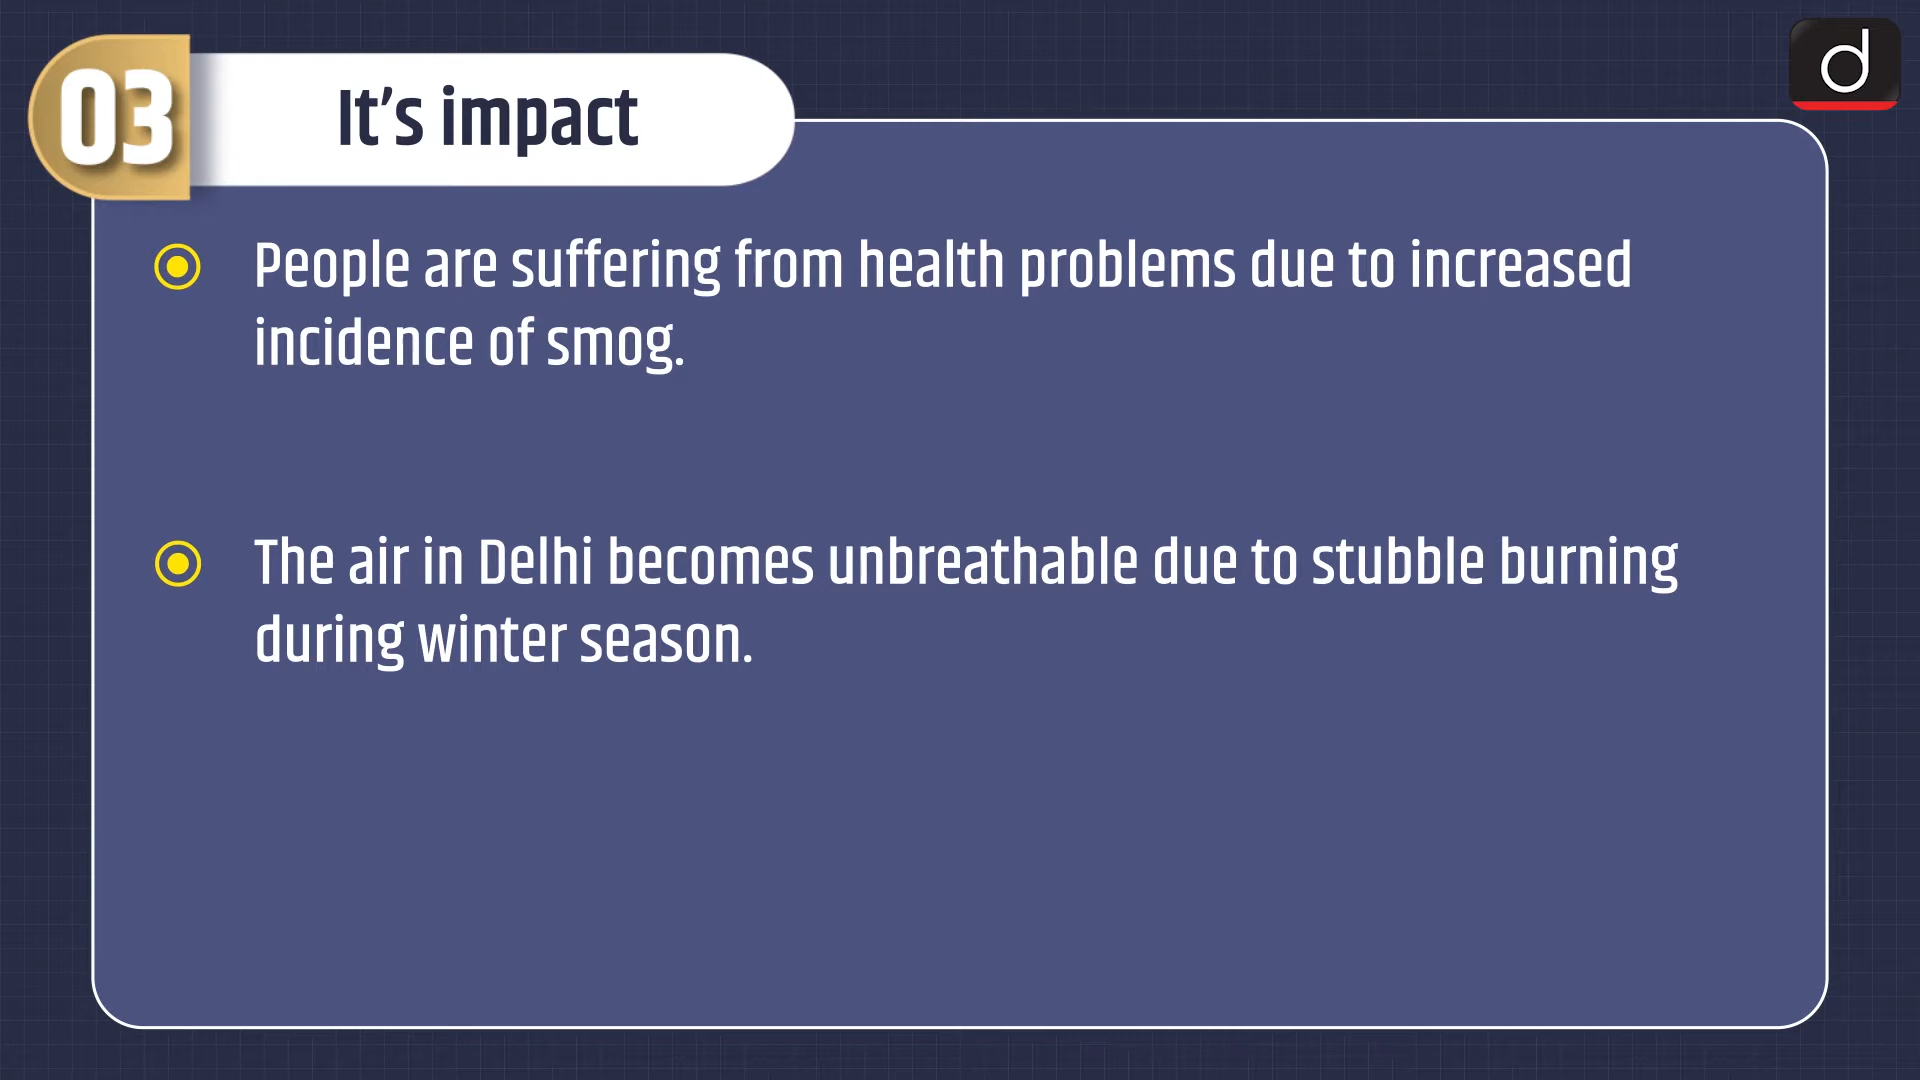 03
It’s impact
d
People are suffering from health problems due to increased
incidence of smog.
The air in Delhi becomes unbreathable due to stubble burning
during winter season.